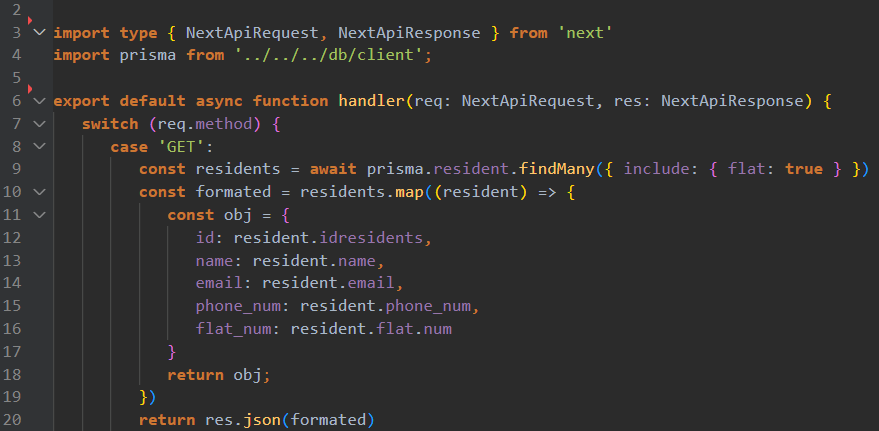 2
3 import type { NextApiRequest, NextApiResponse } from 'next'
4 import prisma from '../../../db/client';
5
6 export default async function handler(req: NextApiRequest, res: NextApiResponse) {
7 switch (req.method) {
8 case 'GET':
9 const residents = await prisma.resident.findMany({ include: { flat: true } })
10 const formated = residents.map((resident) => {
11 const obj = {
12 id: resident.idresidents,
13 name: resident.name,
14 email: resident.email,
15 phone_num: resident.phone_num,
16 flat_num: resident.flat.num
17 }
18 return obj;
19 })
20 return res.json(formated)